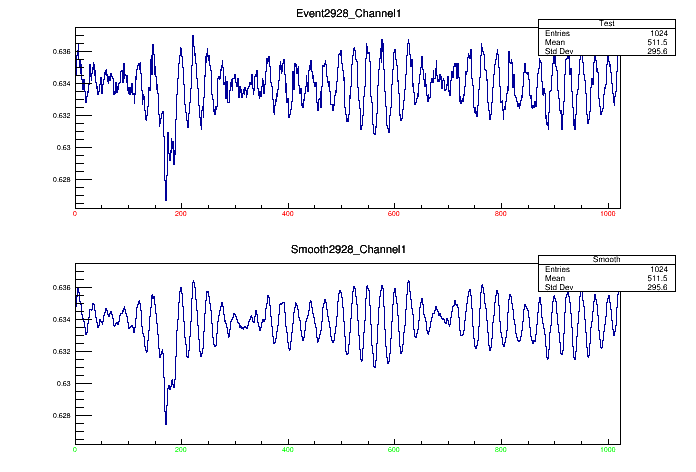 Event2928_Channel1
Test
Entries 1024
Mean 511.5
Std Dev 295.6
0.636
0.634
0.632
0.63
0.628
0 200 400 600 800 1000
Smooth2928_Channel1
Smooth
Entries 1024
Mean 511.5
Std Dev 295.6
0.636
0.634
0.632
0.63
0.628
0 200 400 600 800 1000